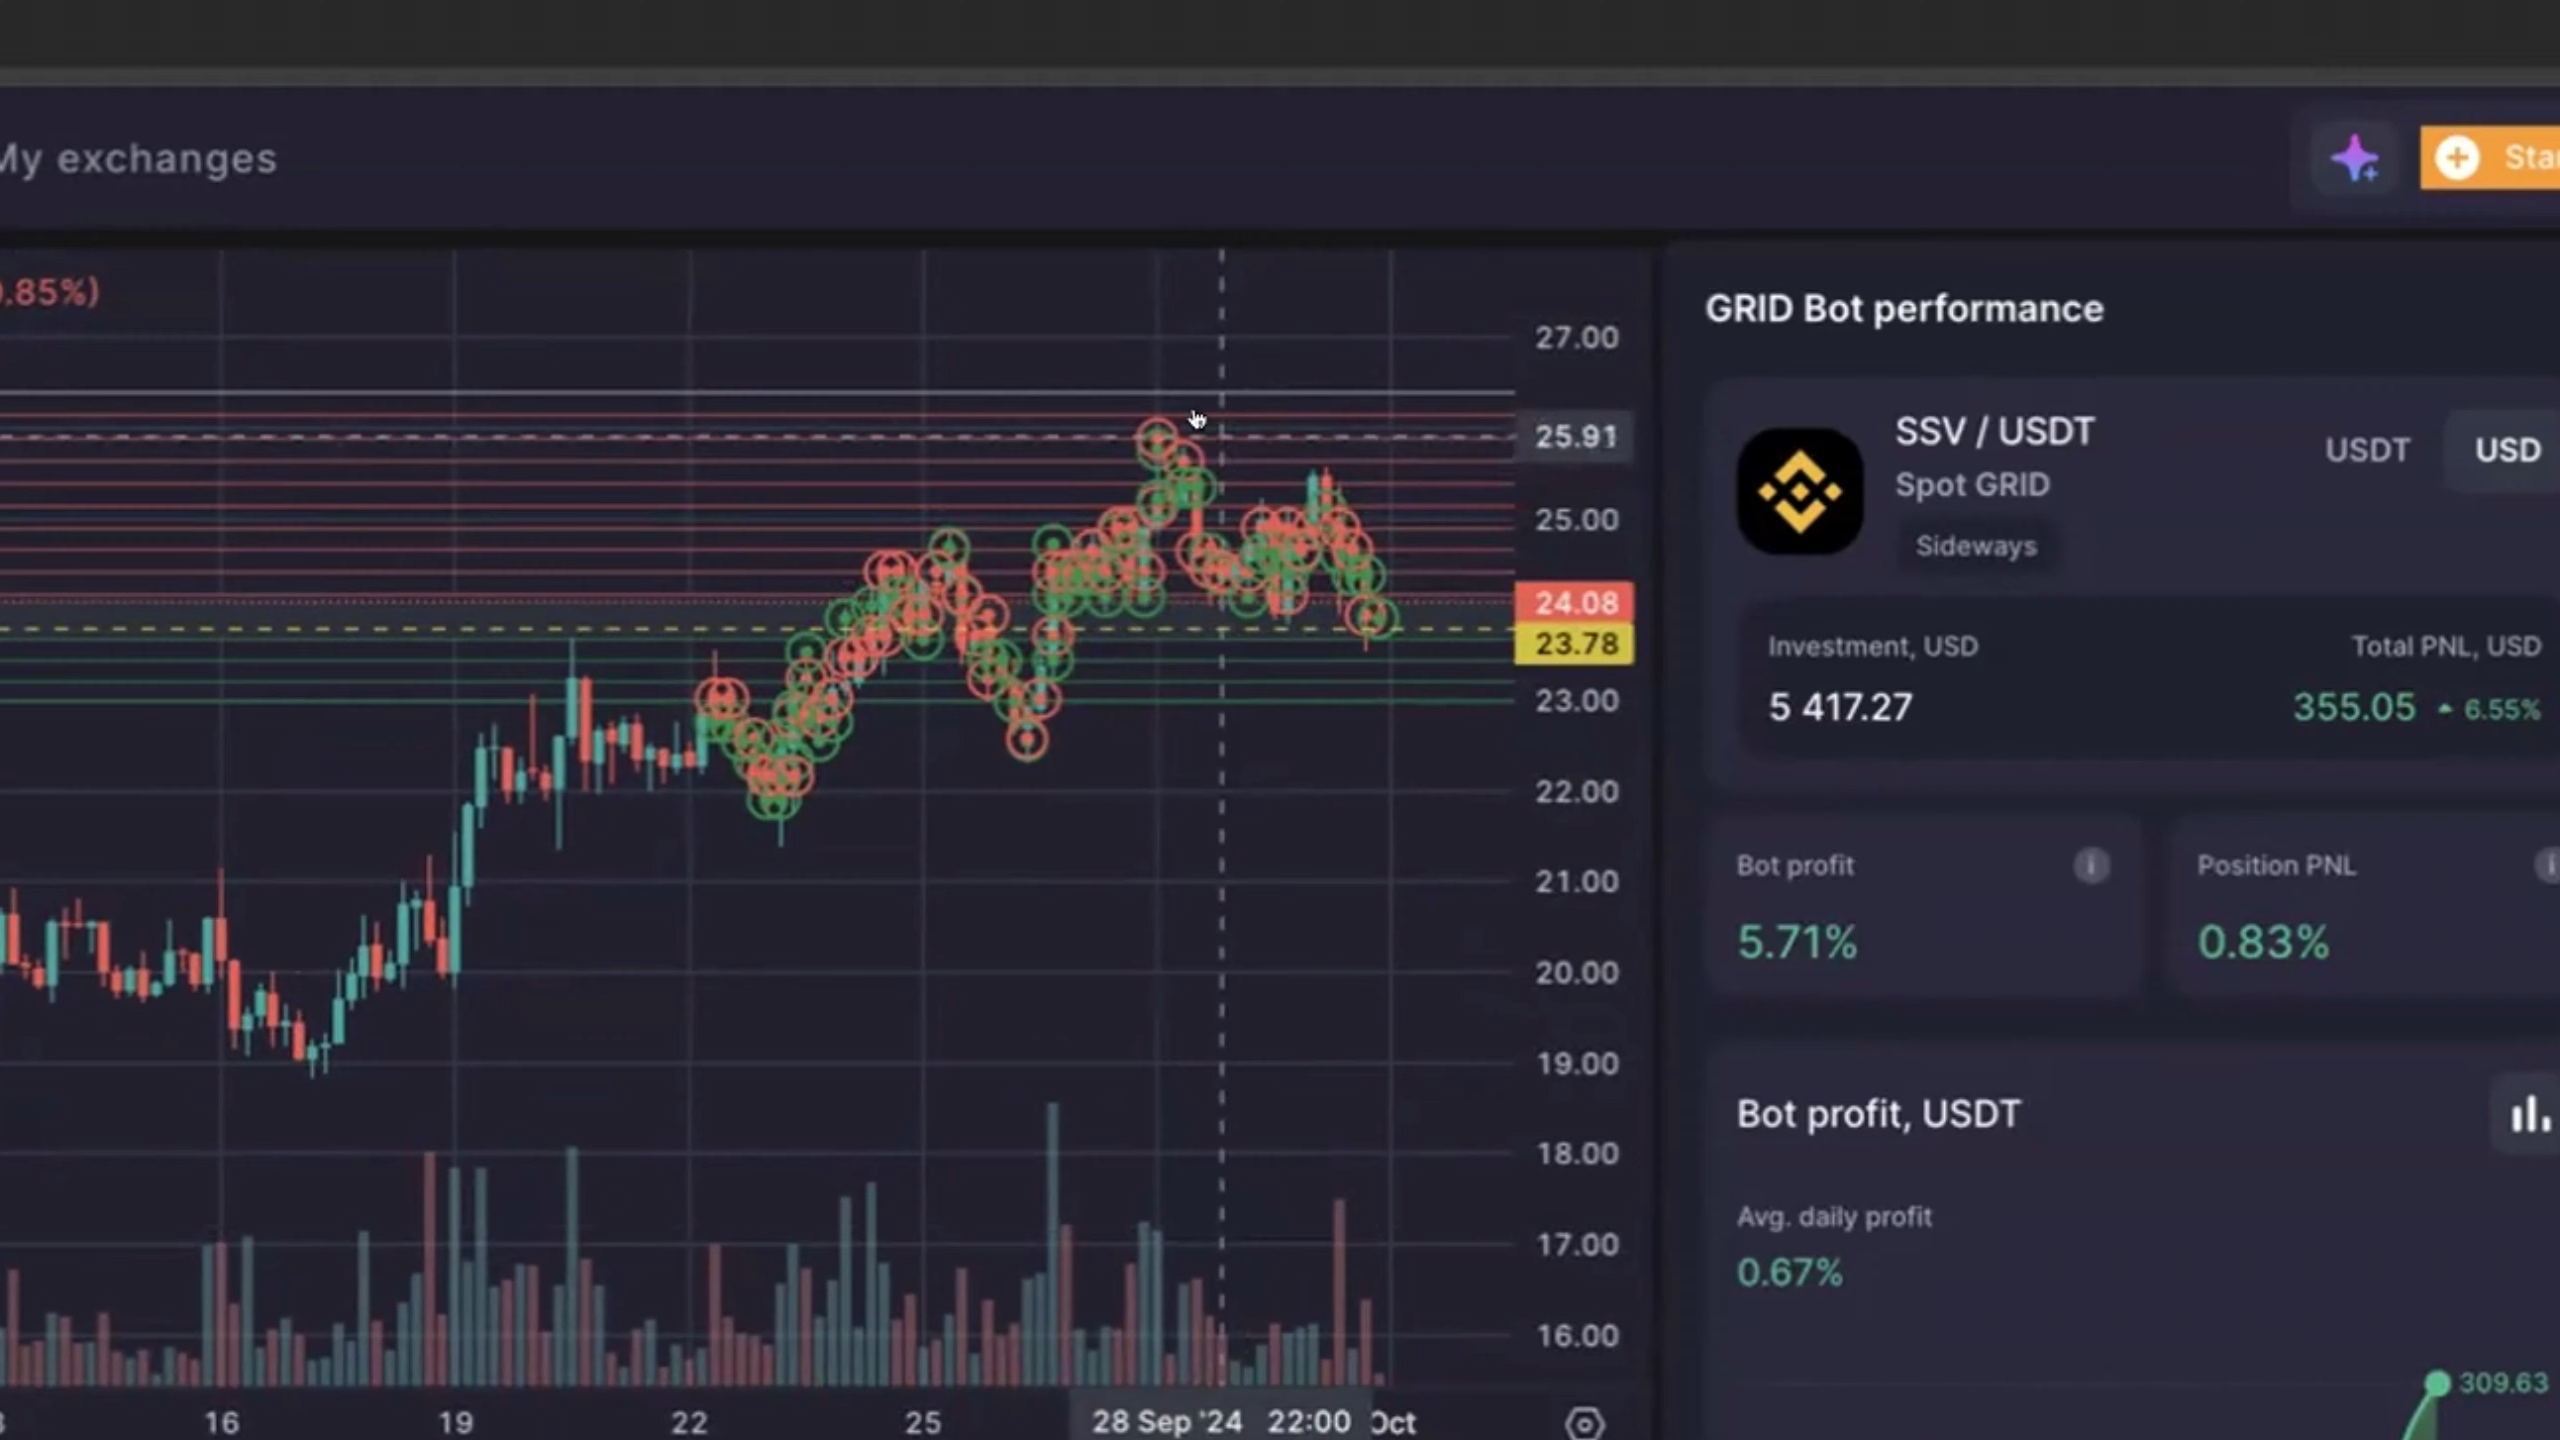 My exchanges
.85%)
27.00
25.91
25.00
24.08
23.78
23.00
22.00
21.00
20.00
19.00
18.00
17.00
16.00
16 19 22 25 28 Sep '24 22:00 Oct
GRID Bot performance
SSV / USDT
Spot GRID
Sideways
USDT USD
Investment, USD Total PNL, USD
5 417.27 355.05 6.55%
Bot profit Position PNL
5.71% 0.83%
Bot profit, USDT
Avg. daily profit
0.67%
309.63